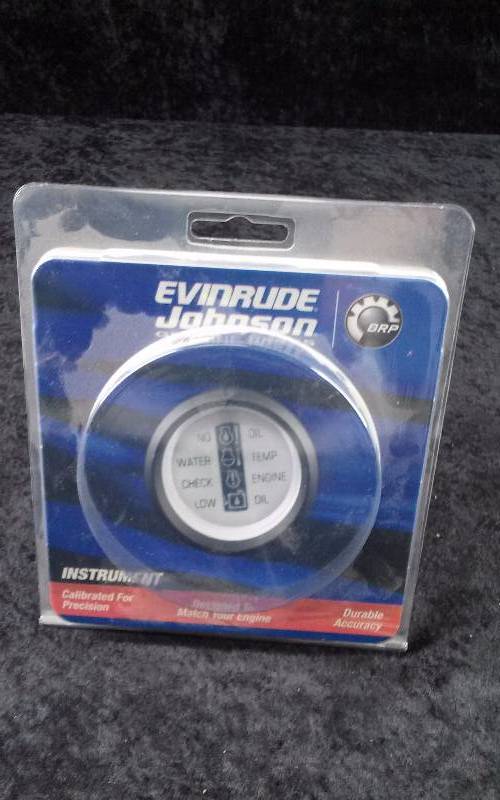 EVINRUDE
Johnson
BRP
NO OIL
WATER TEMP
CHECK ENGINE
LOW OIL
INSTRUMENT
Calibrated For
Precision
Match Your Engine
Durable
Accuracy